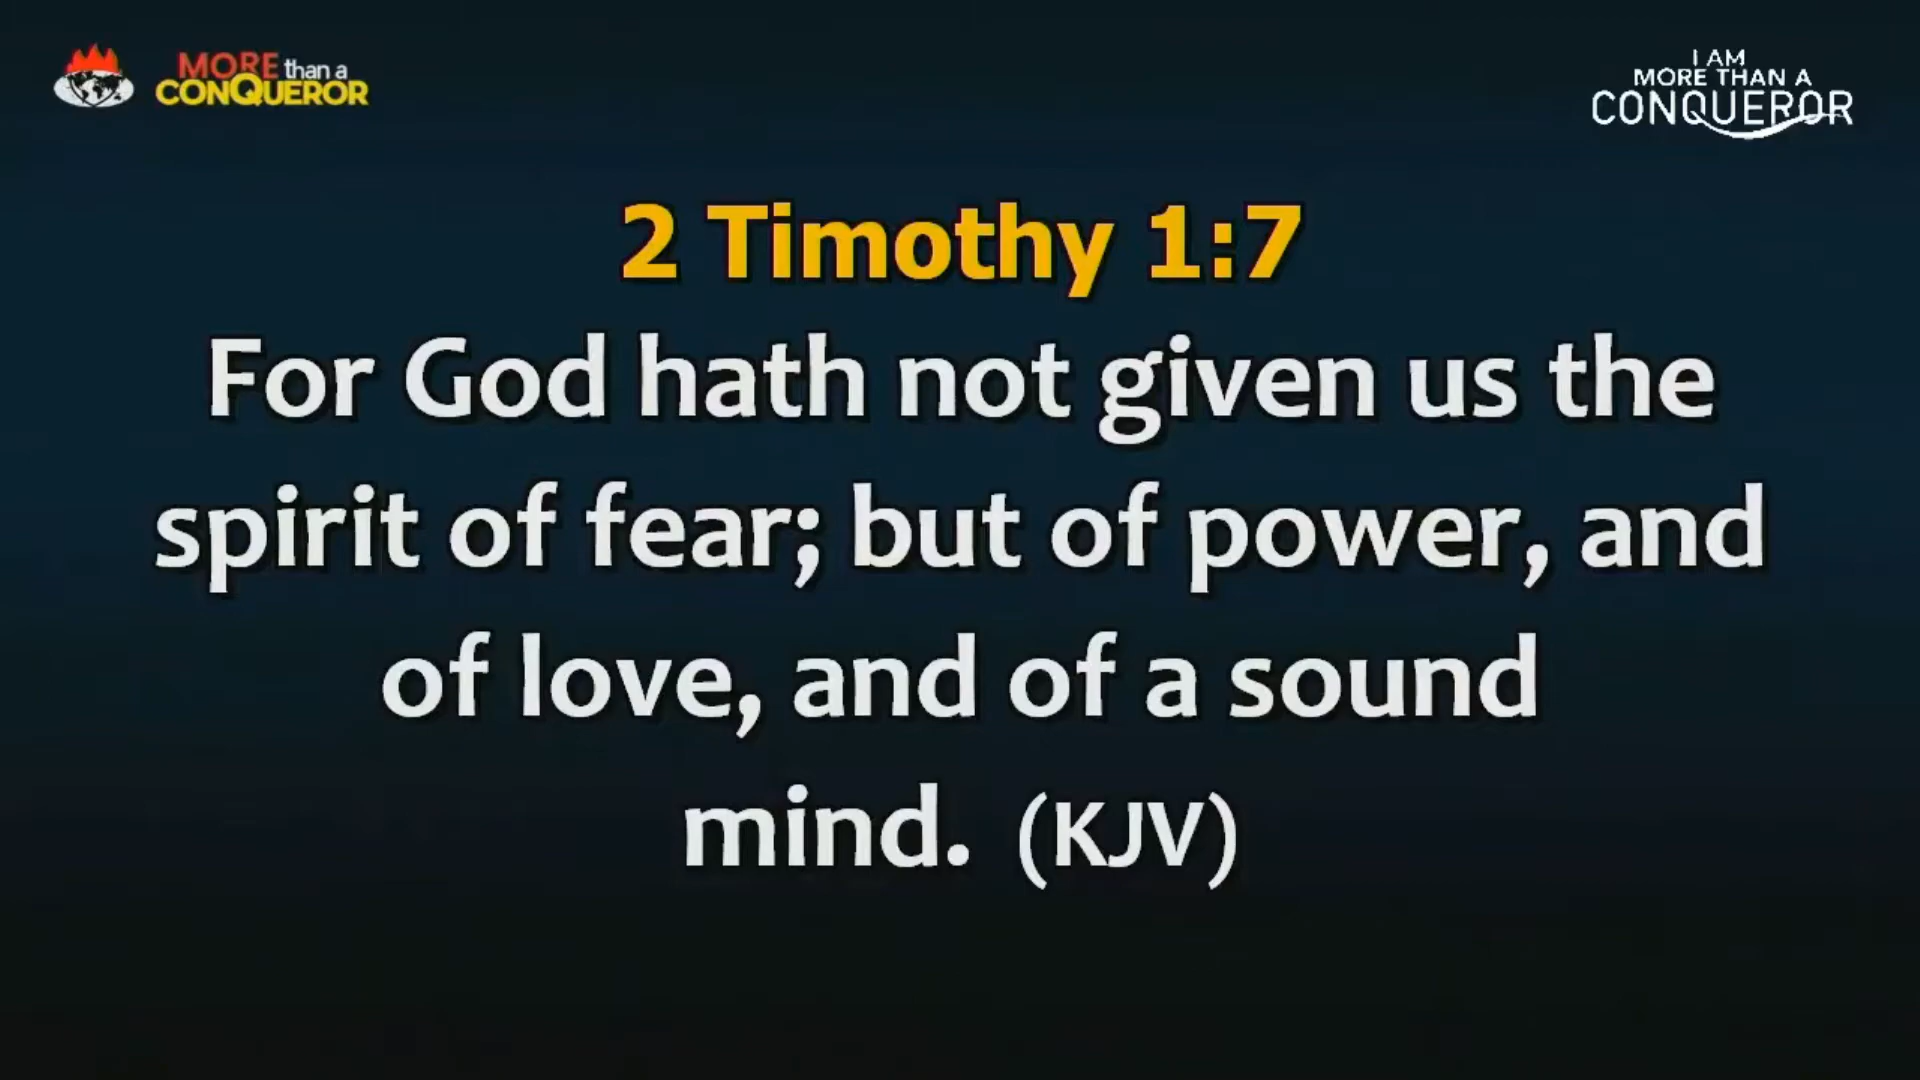 MORE than a
CONQUEROR
I AM
MORE THAN A
CONQUEROR
2 Timothy 1:7
For God hath not given us the
spirit of fear; but of power, and
of love, and of a sound
mind. (KJV)